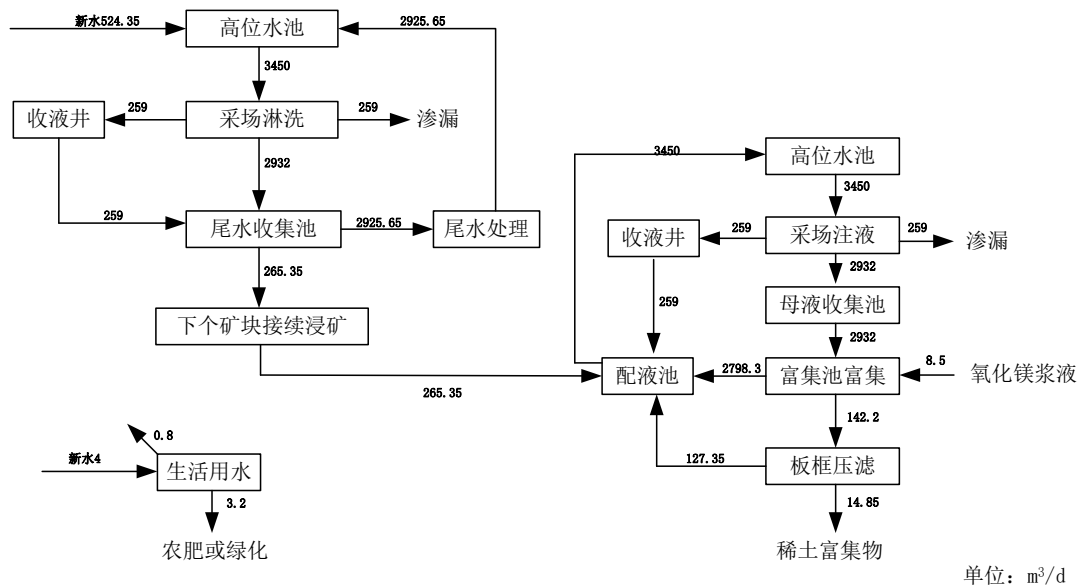 新水524.35
高位水池
2925.65
3450
收液井
259
采场淋洗
259
渗漏
2932
259
尾水收集池
2925.65
尾水处理
265.35
下个矿块接续浸矿
265.35
3450
高位水池
3450
收液井
259
采场注液
259
渗漏
2932
259
母液收集池
2932
配液池
2798.3
富集池富集
8.5
氧化镁浆液
142.2
127.35
板框压滤
14.85
稀土富集物
0.8
新水4
生活用水
3.2
农肥或绿化
单位：m³/d